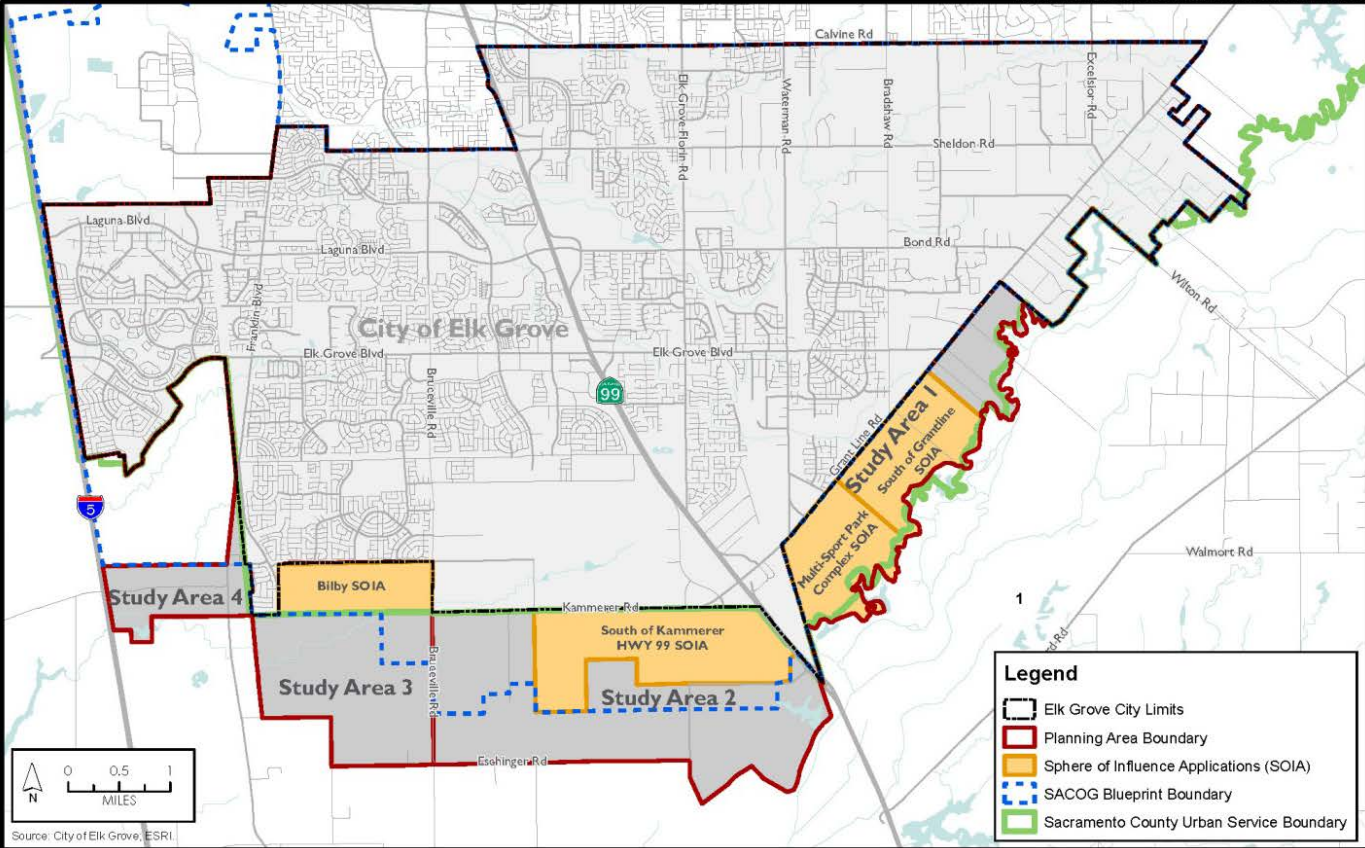 Calvine Rd
Elk Grove Florin Rd
Waterman Rd
Bradshaw Rd
Excelsior Rd
Sheldon Rd
Laguna Blvd
Laguna Blvd
Bond Rd
Franklin Blvd
Wilton Rd
City of Elk Grove
Elk Grove Blvd
Elk Grove Blvd
Bruceville Rd
99
Grant Line Rd
Study Area 1
South of Grantline
SOIA
5
Multi-Sport Park
Complex SOIA
Walmort Rd
Bilby SOIA
Study Area 4
Kammerer Rd
1
South of Kammerer
HWY 99 SOIA
Bruceville Rd
Study Area 3
Study Area 2
Eschinger Rd
Legend
Elk Grove City Limits
Planning Area Boundary
Sphere of Influence Applications (SOIA)
SACOG Blueprint Boundary
Sacramento County Urban Service Boundary
N
0 0.5 1
MILES
Source: City of Elk Grove; ESRI.